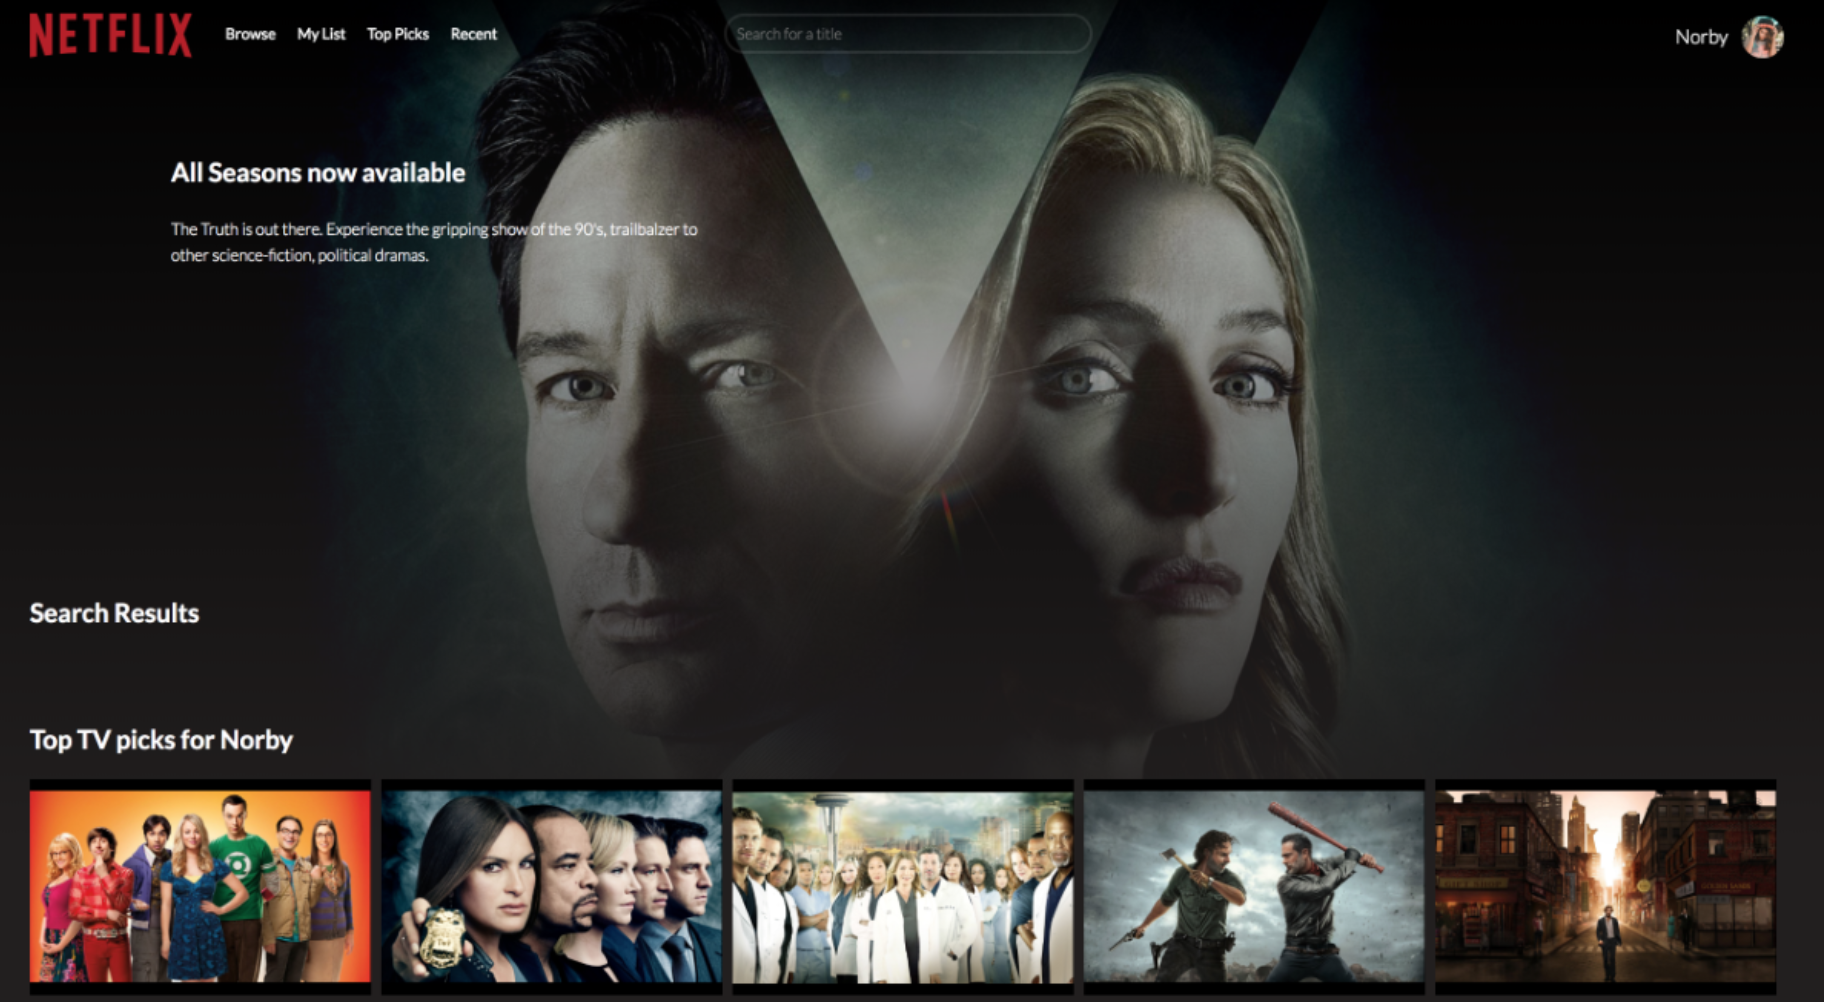 NETFLIX
Browse My List Top Picks Recent
Search for a title
Norby
All Seasons now available
The Truth is out there. Experience the gripping show of the 90's, trailbalzer to
other science-fiction, political dramas.
Search Results
Top TV picks for Norby